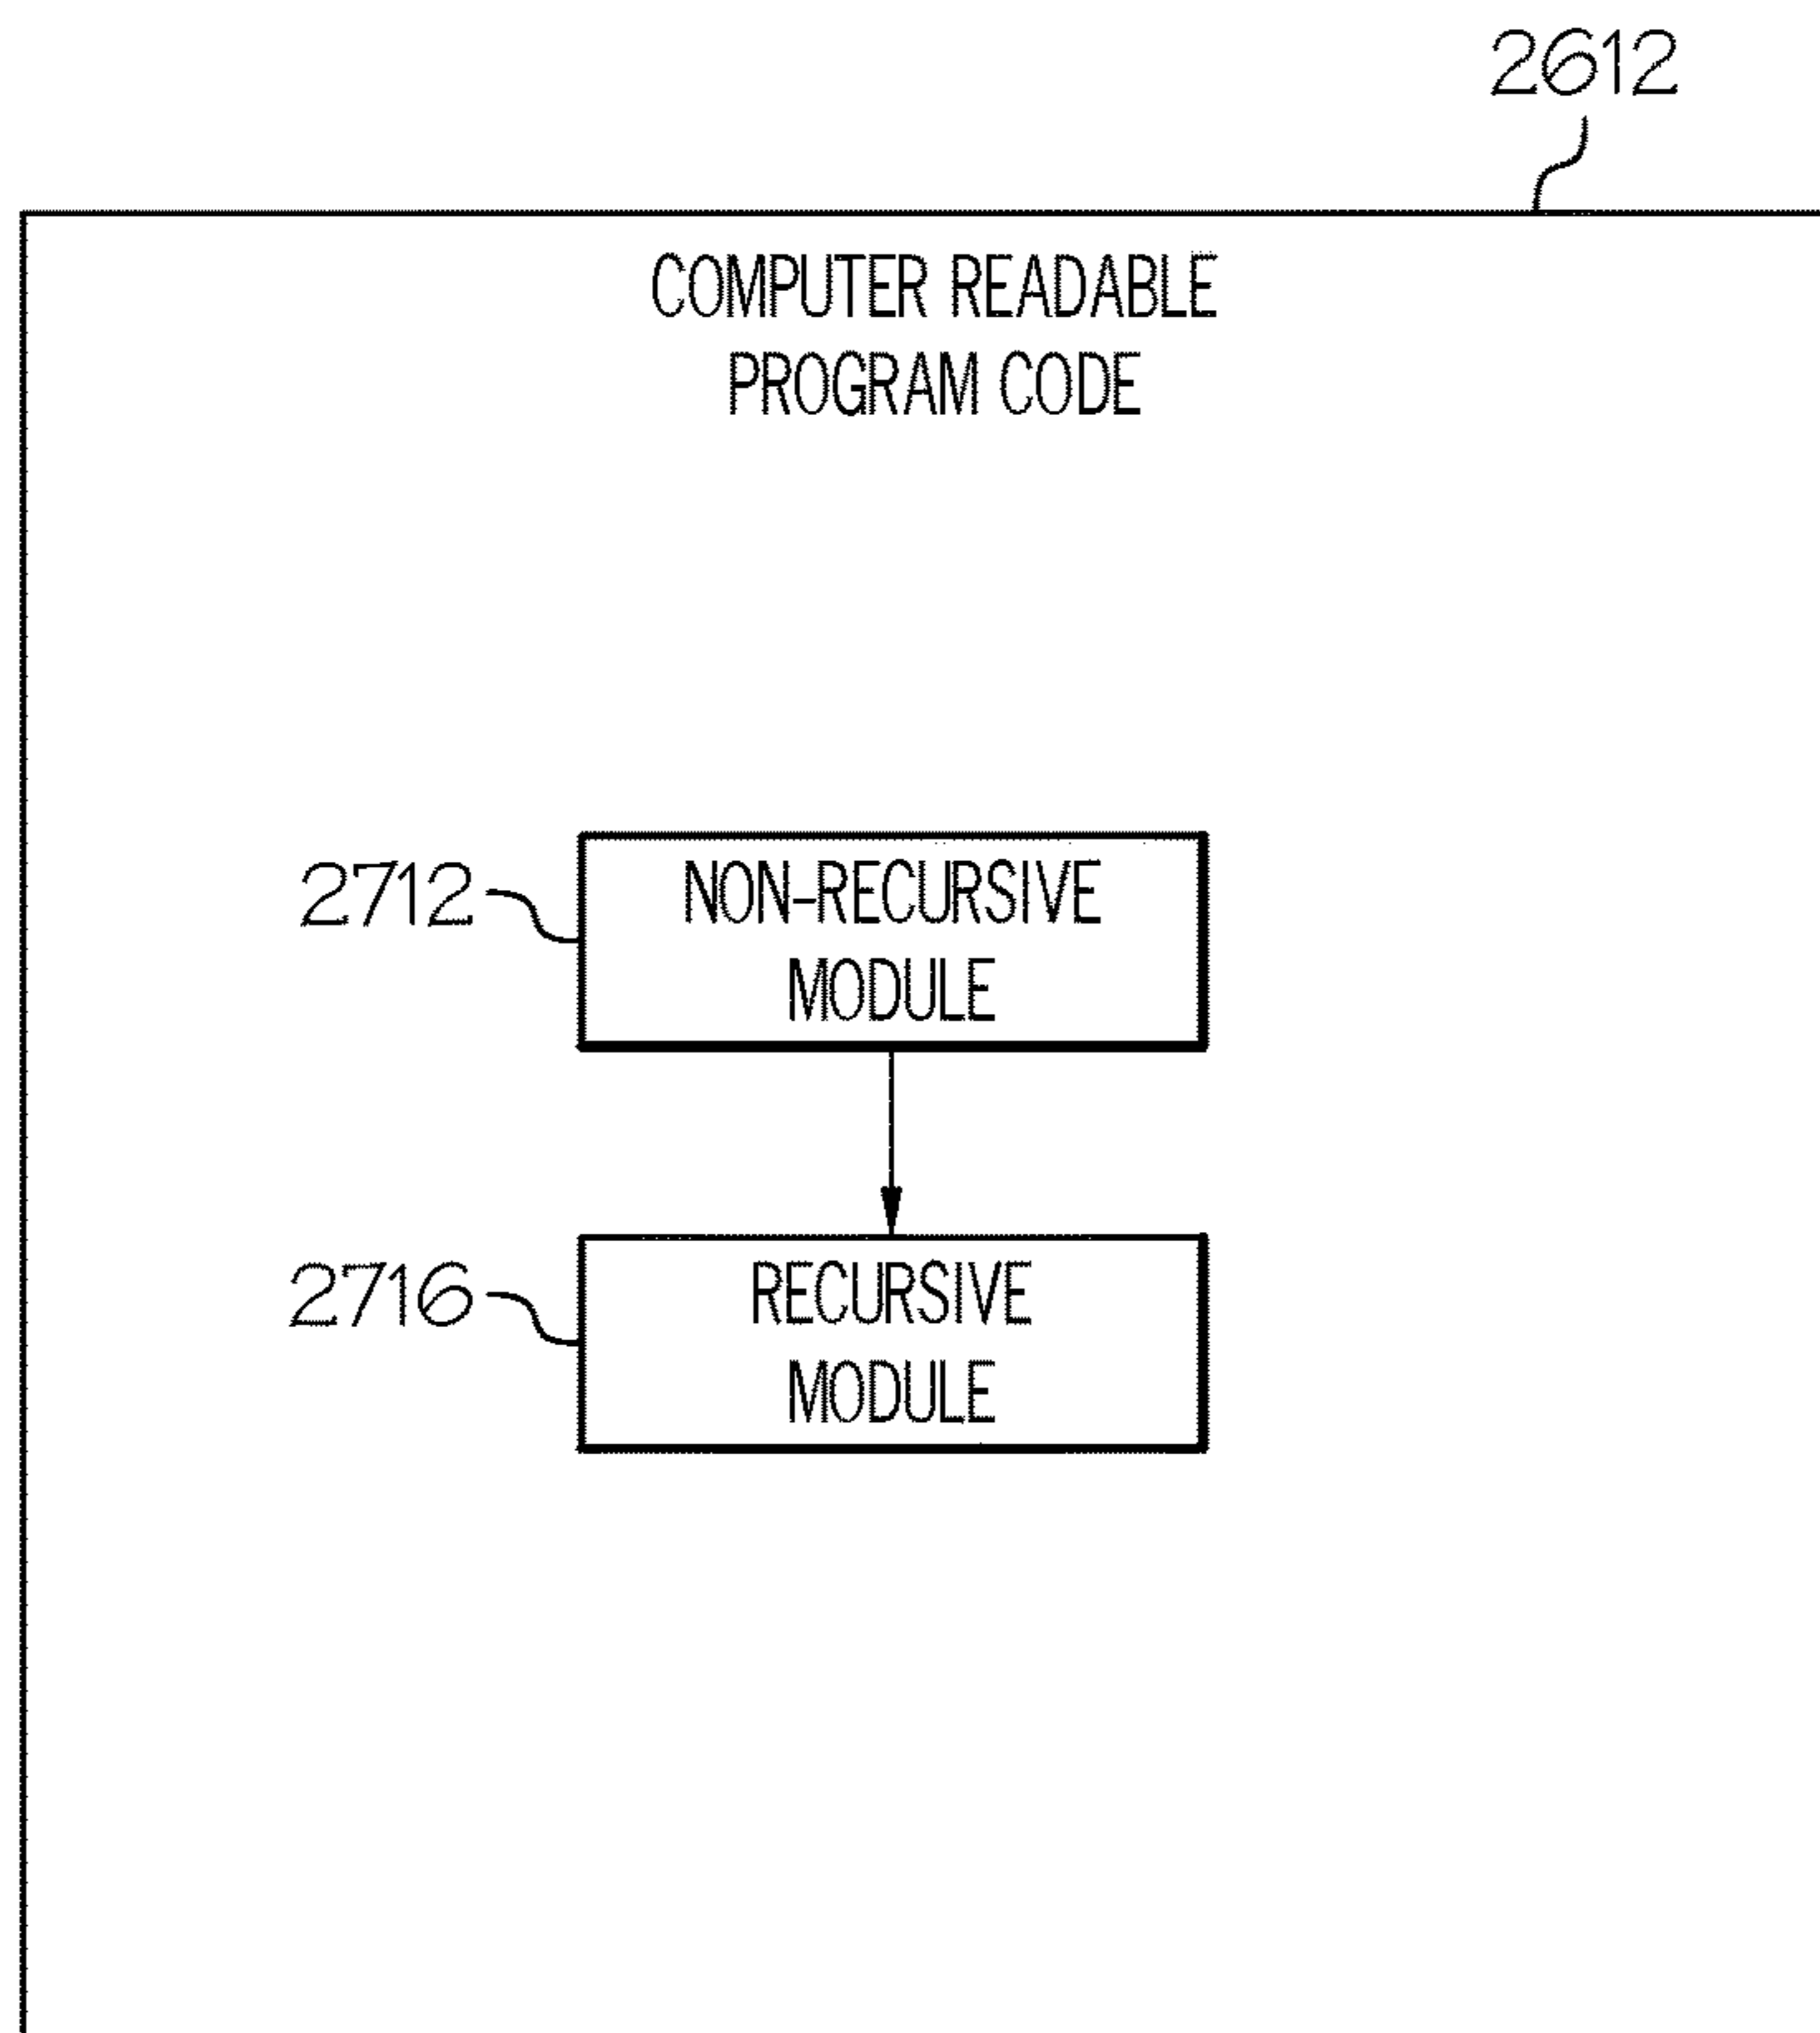 2612
COMPUTER READABLE
PROGRAM CODE
2712
NON-RECURSIVE
MODULE
2716
RECURSIVE
MODULE